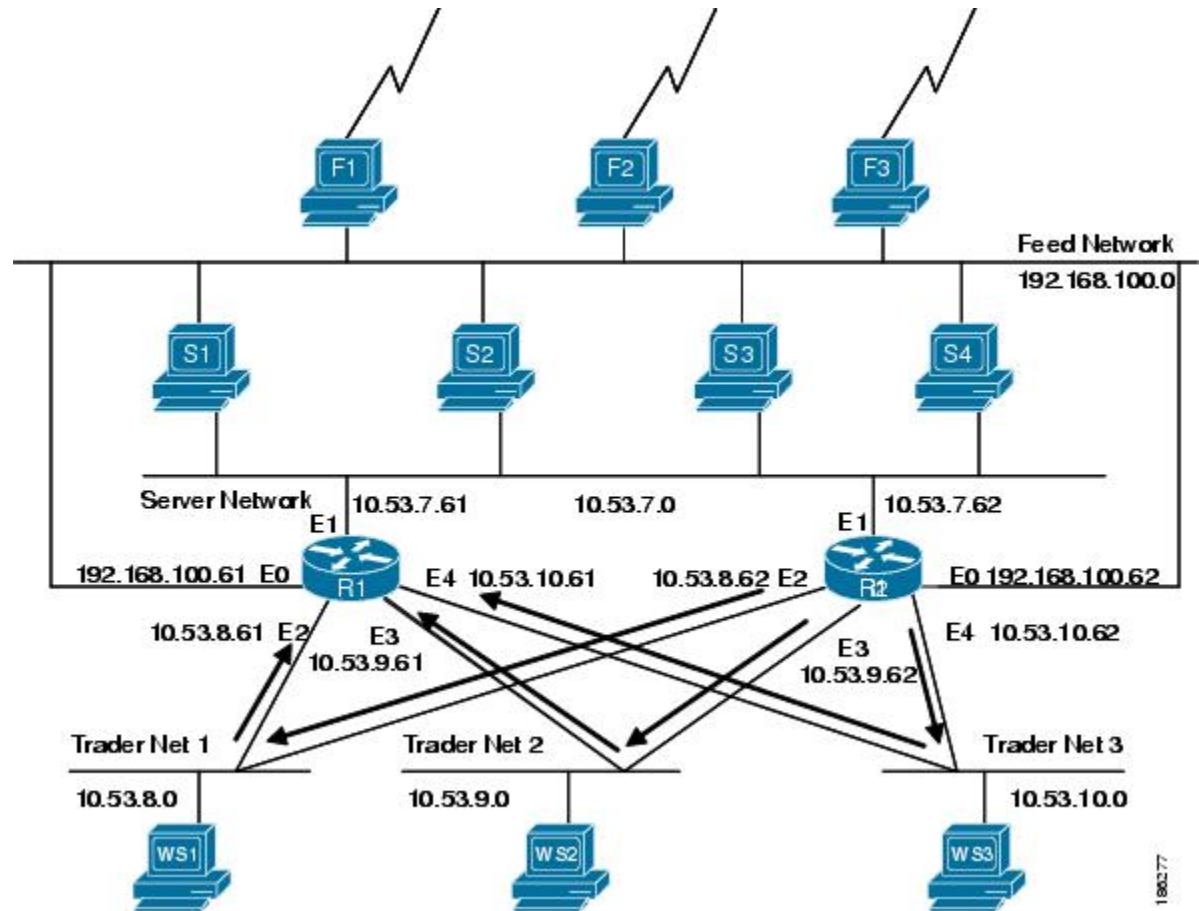 F1
F2
F3
Feed Network
192.168.100.0
S1
S2
S3
S4
Server Network
10.53.7.61
10.53.7.0
10.53.7.62
E1
E1
192.168.100.61 E0
R1
E4 10.53.10.61
10.53.8.62 E2
E0 192.168.100.62
10.53.8.61 E2
E3
10.53.9.61
E3
10.53.9.62
E4 10.53.10.62
Trader Net 1
Trader Net 2
Trader Net 3
10.53.8.0
10.53.9.0
10.53.10.0
WS1
WS2
WS3
186277